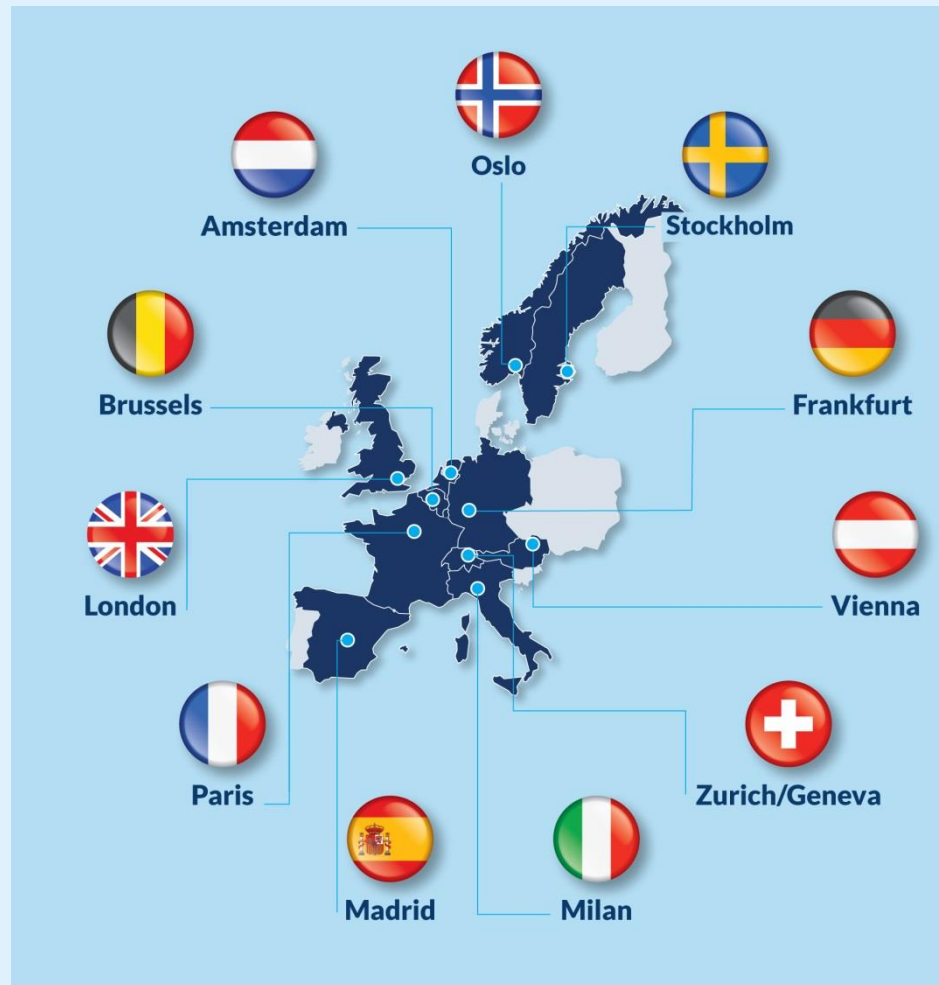 Oslo
Amsterdam
Stockholm
Brussels
Frankfurt
London
Vienna
Paris
Zurich/Geneva
Madrid
Milan